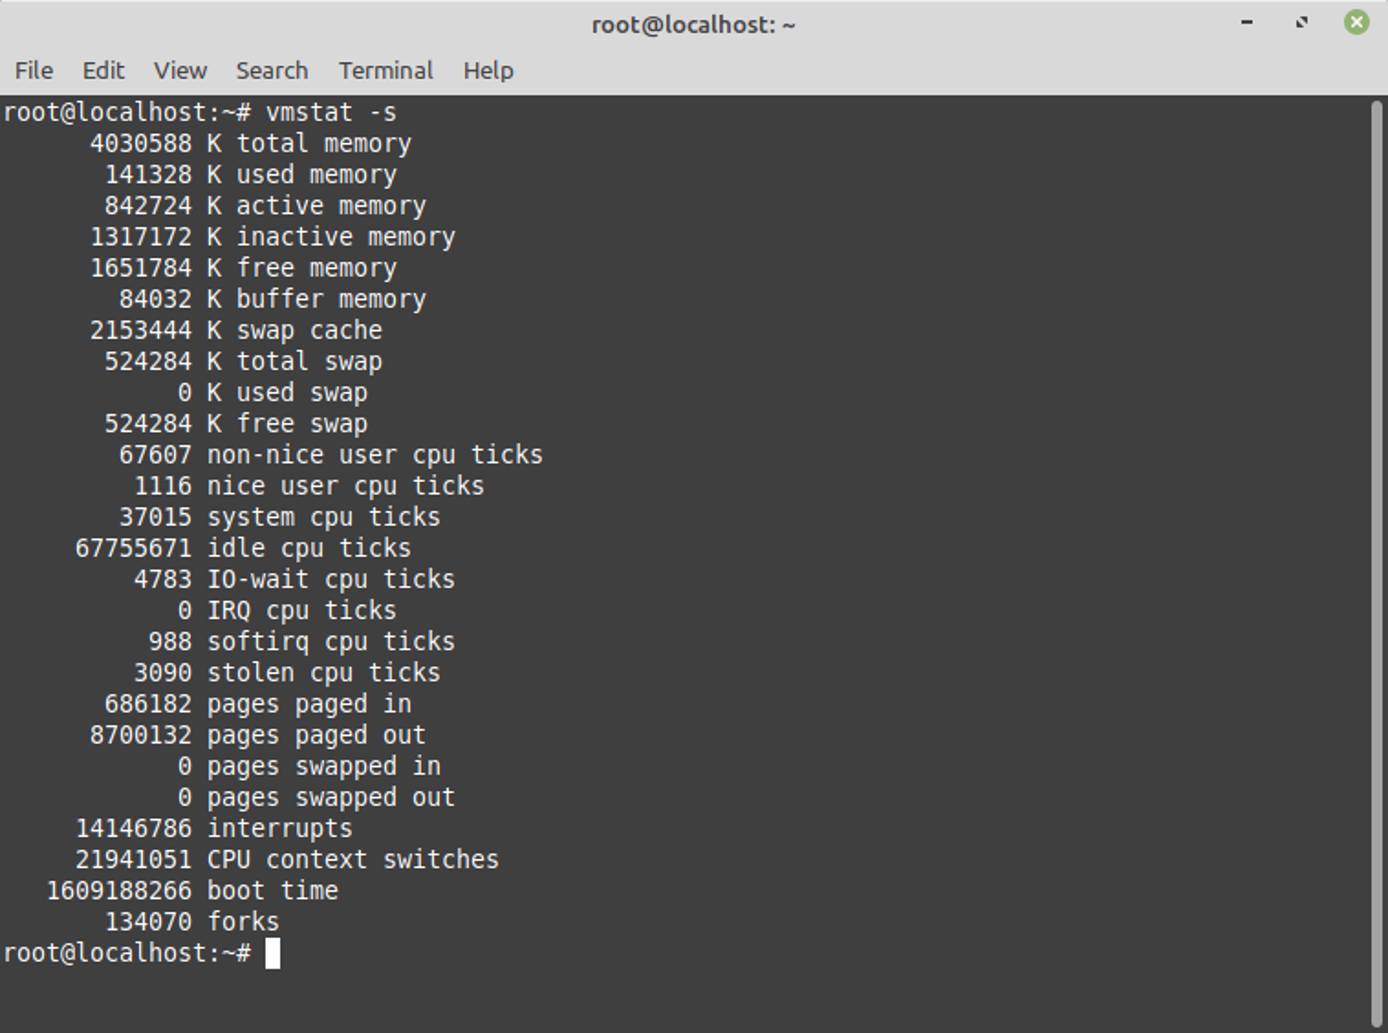 root@localhost: ~
File Edit View Search Terminal Help
root@localhost:~# vmstat -s
      4030588 K total memory
       141328 K used memory
       842724 K active memory
      1317172 K inactive memory
      1651784 K free memory
        84032 K buffer memory
      2153444 K swap cache
       524284 K total swap
            0 K used swap
       524284 K free swap
        67607 non-nice user cpu ticks
         1116 nice user cpu ticks
        37015 system cpu ticks
     67755671 idle cpu ticks
         4783 IO-wait cpu ticks
            0 IRQ cpu ticks
          988 softirq cpu ticks
         3090 stolen cpu ticks
       686182 pages paged in
      8700132 pages paged out
            0 pages swapped in
            0 pages swapped out
     14146786 interrupts
     21941051 CPU context switches
   1609188266 boot time
       134070 forks
root@localhost:~#